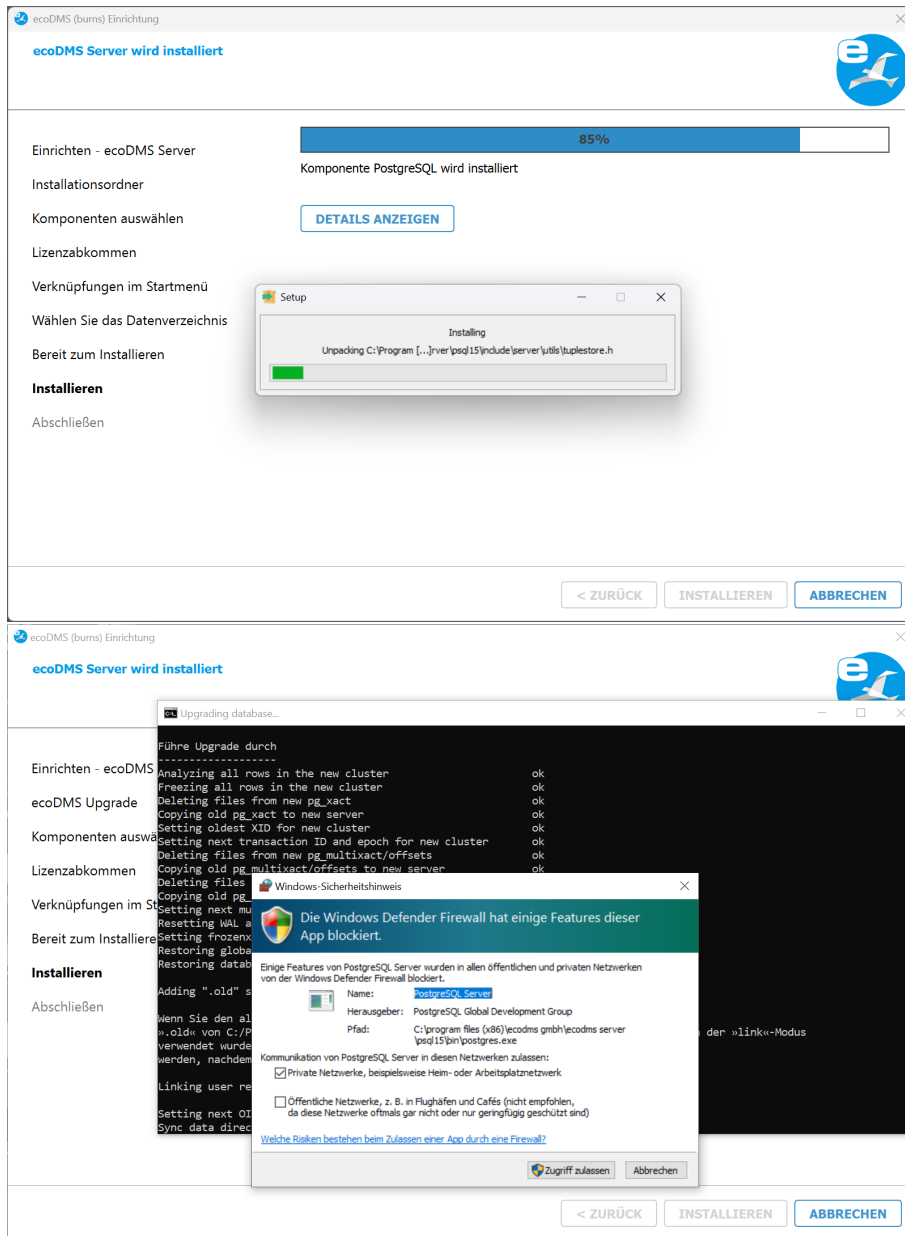 ecoDMS (burns) Einrichtung
ecoDMS Server wird installiert
e
Einrichten - ecoDMS Server
Installationsordner
Komponenten auswählen
Lizenzabkommen
Verknüpfungen im Startmenü
Wählen Sie das Datenverzeichnis
Bereit zum Installieren
Installieren
Abschließen
85%
Komponente PostgreSQL wird installiert
DETAILS ANZEIGEN
Setup
Installing
Unpacking C:\Program [...]rver\psql15\include\server\utils\tuplestore.h
< ZURÜCK
INSTALLIEREN
ABBRECHEN
ecoDMS (burns) Einrichtung
ecoDMS Server wird installiert
e
Einrichten - ecoDMS
ecoDMS Upgrade
Komponenten auswä
Lizenzabkommen
Verknüpfungen im St
Bereit zum Installiere
Installieren
Abschließen
Upgrading database...
Führe Upgrade durch
------------------
Analyzing all rows in the new cluster ok
Freezing all rows in the new cluster ok
Deleting files from new pg_xact ok
Copying old pg_xact to new server ok
Setting oldest XID for new cluster ok
Setting next transaction ID and epoch for new cluster ok
Deleting files from new pg_multixact/offsets ok
Copying old pg_multixact/offsets to new server ok
Deleting files
Copying old pg_
Setting next mu
Resetting WAL a
Setting frozenx
Restoring globa
Restoring datab
Adding ".old" s
Wenn Sie den al
».old« von C:/P
der »link«-Modus
verwendet wurde
werden, nachdem
Linking user re
Setting next OI
Sync data direc
Windows-Sicherheitshinweis
Die Windows Defender Firewall hat einige Features dieser
App blockiert.
Einige Features von PostgreSQL Server wurden in allen öffentlichen und privaten Netzwerken
von der Windows Defender Firewall blockiert.
Name: PostgreSQL Server
Herausgeber: PostgreSQL Global Development Group
Pfad: C:\program files (x86)\ecodms gmbh\ecodms server
\psql15\bin\postgres.exe
Kommunikation von PostgreSQL Server in diesen Netzwerken zulassen:
Private Netzwerke, beispielsweise Heim- oder Arbeitsplatznetzwerk
Öffentliche Netzwerke, z. B. in Flughäfen und Cafés (nicht empfohlen,
da diese Netzwerke oftmals gar nicht oder nur geringfügig geschützt sind)
Welche Risiken bestehen beim Zulassen einer App durch eine Firewall?
Zugriff zulassen
Abbrechen
< ZURÜCK
INSTALLIEREN
ABBRECHEN